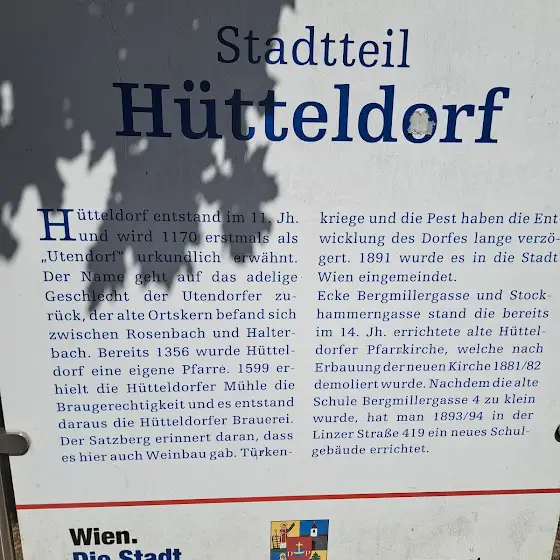 Stadtteil
Hütteldorf
Hütteldorf entstand im 11. Jh.
und wird 1170 erstmals als
„Utendorf" urkundlich erwähnt.
Der Name geht auf das adelige
Geschlecht der Utendorfer zu-
rück, der alte Ortskern befand sich
zwischen Rosenbach und Halter-
bach. Bereits 1356 wurde Hüttel-
dorf eine eigene Pfarre. 1599 er-
hielt die Hütteldorfer Mühle die
Braugerechtigkeit und es entstand
daraus die Hütteldorfer Brauerei.
Der Satzberg erinnert daran, dass
es hier auch Weinbau gab. Türken-
kriege und die Pest haben die Ent
wicklung des Dorfes lange verzö-
gert. 1891 wurde es in die Stadt
Wien eingemeindet.
Ecke Bergmillergasse und Stock-
hammerngasse stand die bereits
im 14. Jh. errichtete alte Hüttel-
dorfer Pfarrkirche, welche nach
Erbauung der neuen Kirche 1881/82
demoliert wurde. Nachdem die alte
Schule Bergmillergasse 4 zu klein
wurde, hat man 1893/94 in der
Linzer Straße 419 ein neues Schul-
gebäude errichtet.
Wien.
Die Stadt